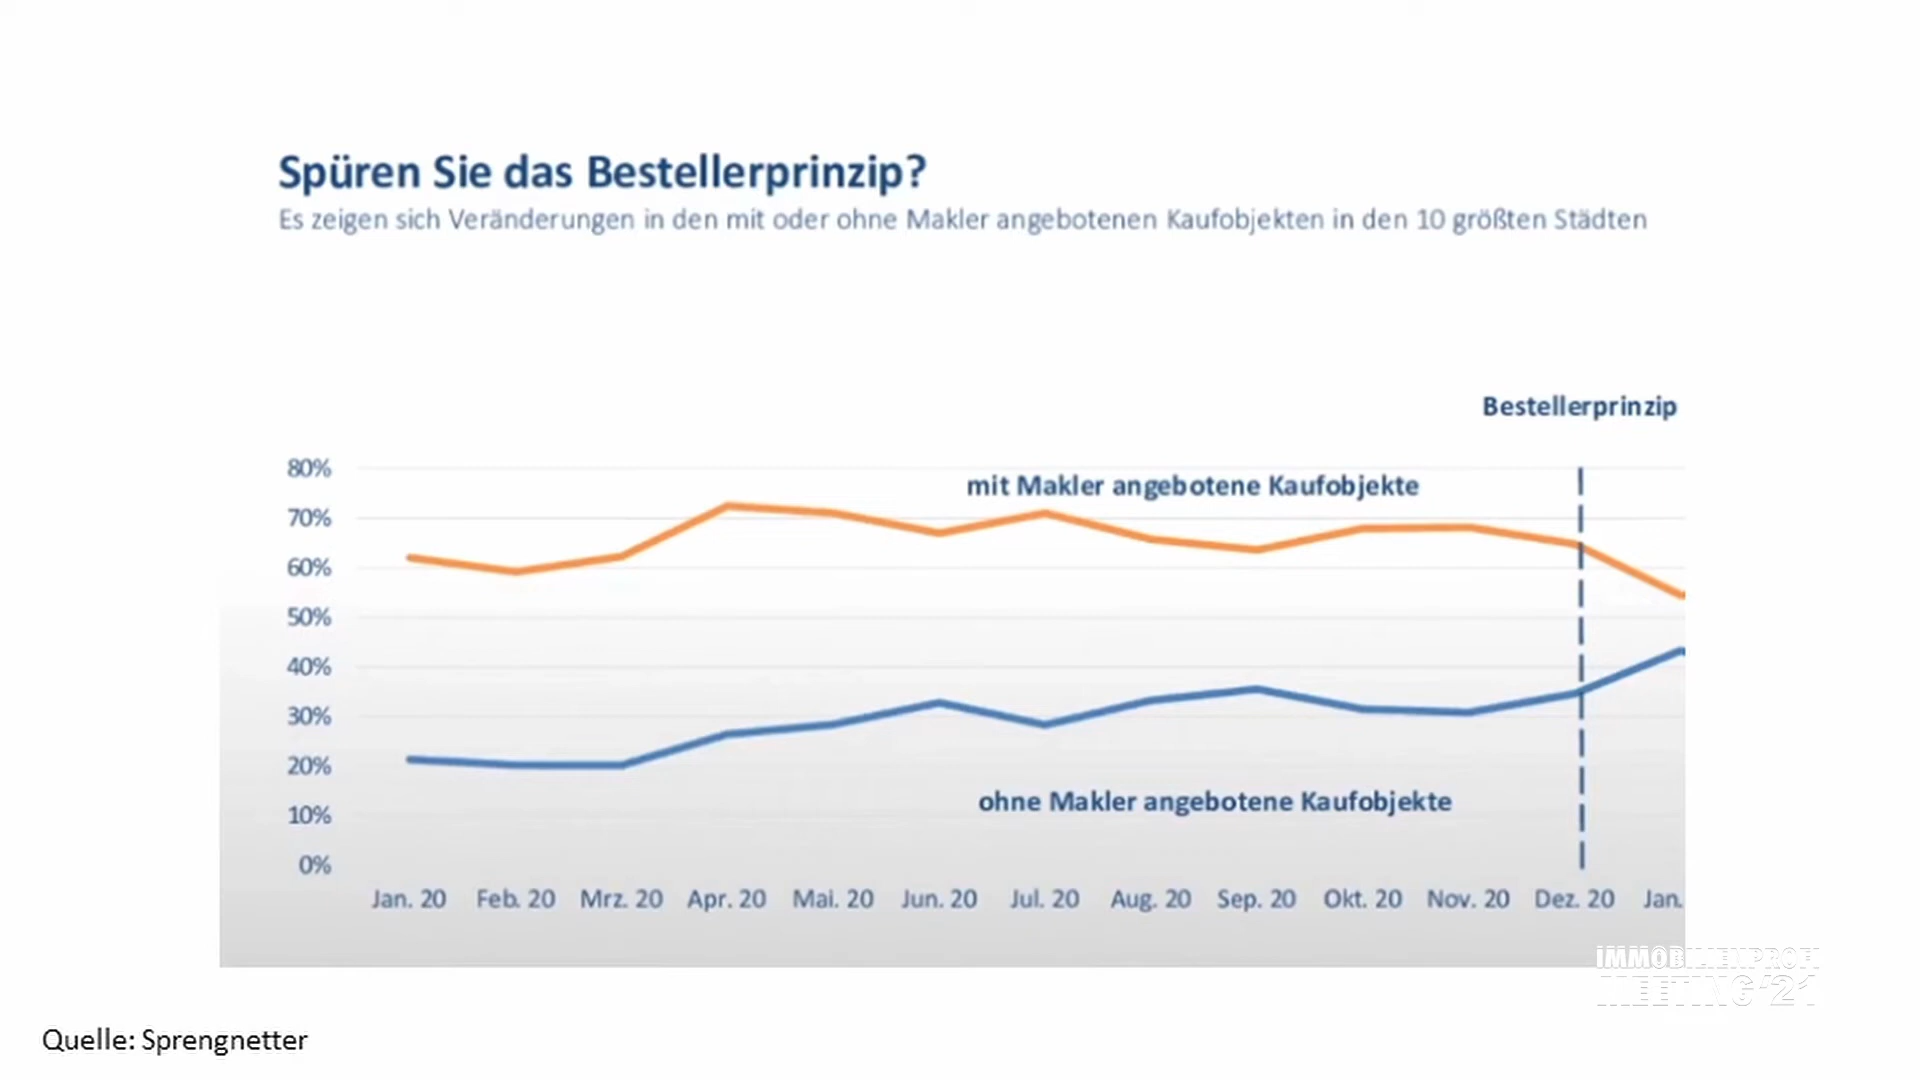 Spüren Sie das Bestellerprinzip?
Es zeigen sich Veränderungen in den mit oder ohne Makler angebotenen Kaufobjekten in den 10 größten Städten
Bestellerprinzip
80%
mit Makler angebotene Kaufobjekte
70%
60%
50%
40%
30%
20%
ohne Makler angebotene Kaufobjekte
10%
0%
Jan. 20 Feb. 20 Mrz. 20 Apr. 20 Mai. 20 Jun. 20 Jul. 20 Aug. 20 Sep. 20 Okt. 20 Nov. 20 Dez. 20 Jan.
IMMOBILIENPROFI
MEETING '21
Quelle: Sprengnetter